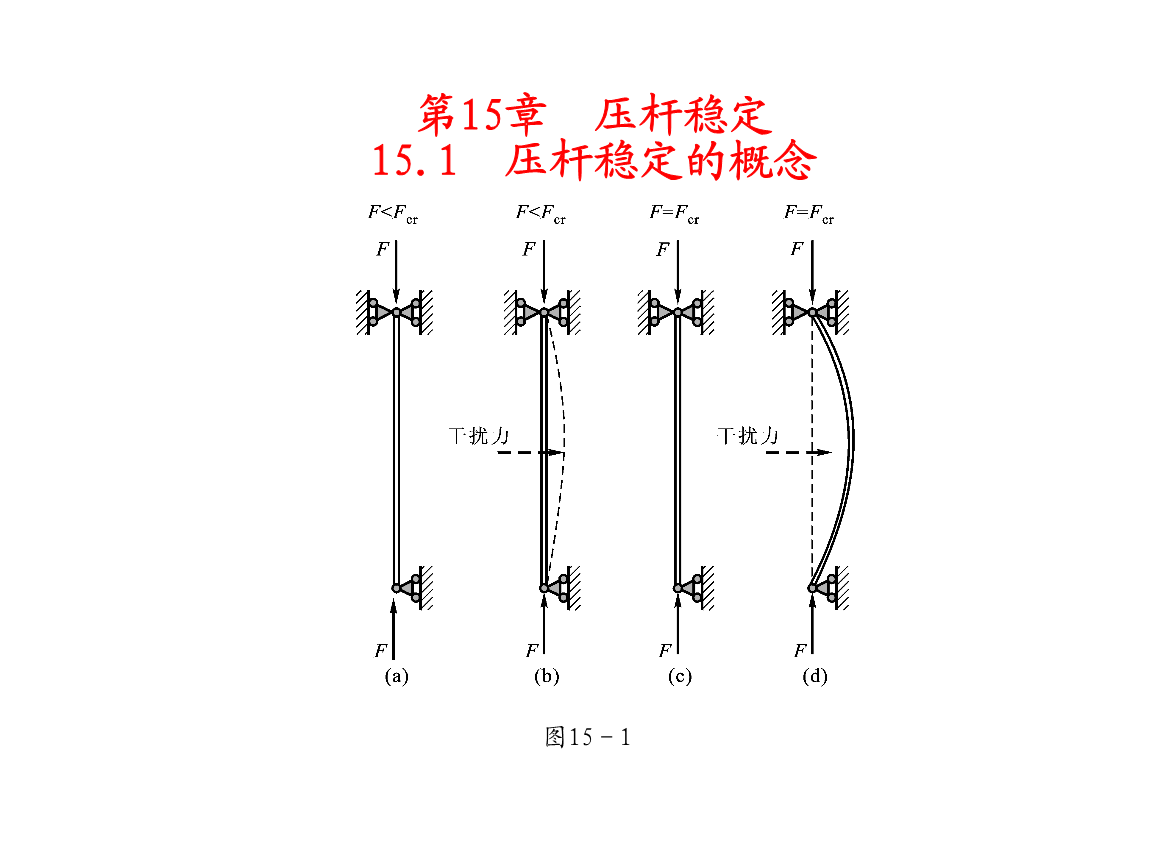 第15章 压杆稳定
15.1 压杆稳定的概念
F<Fcr F<Fcr F=Fcr F=Fcr
F F F F
干扰力 干扰力
F F F F
(a) (b) (c) (d)
图15-1